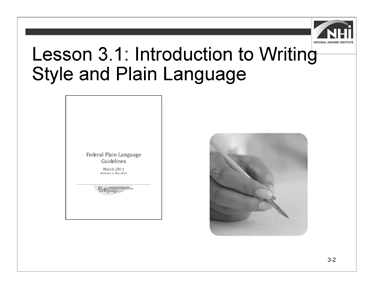 NHI
NATIONAL HIGHWAY INSTITUTE
Lesson 3.1: Introduction to Writing
Style and Plain Language
Federal Plain Language
Guidelines
March 2011
3-2